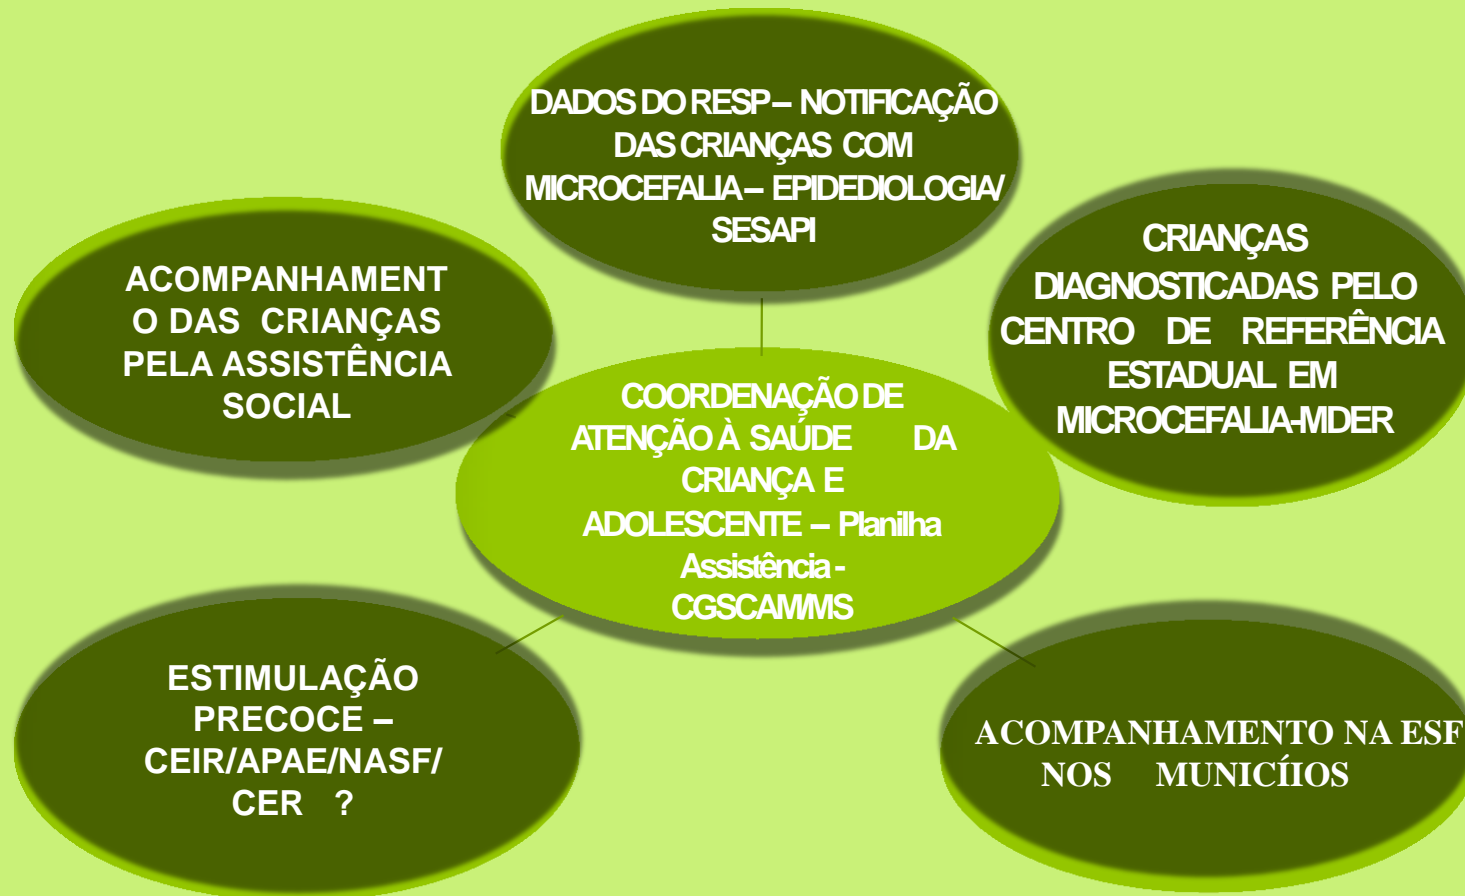 DADOS DO RESP – NOTIFICAÇÃO
DAS CRIANÇAS COM
MICROCEFALIA – EPIDEDIOLOGIA/
SESAPI
CRIANÇAS
DIAGNOSTICADAS PELO
CENTRO DE REFERÊNCIA
ESTADUAL EM
MICROCEFALIA-MDER
ACOMPANHAMENT
O DAS CRIANÇAS
PELA ASSISTÊNCIA
SOCIAL
COORDENAÇÃO DE
ATENÇÃO À SAÚDE DA
CRIANÇA E
ADOLESCENTE – Planilha
Assistência -
CGSCAM/MS
ESTIMULAÇÃO
PRECOCE –
CEIR/APAE/NASF/
CER ?
ACOMPANHAMENTO NA ESF
NOS MUNICÍIOS